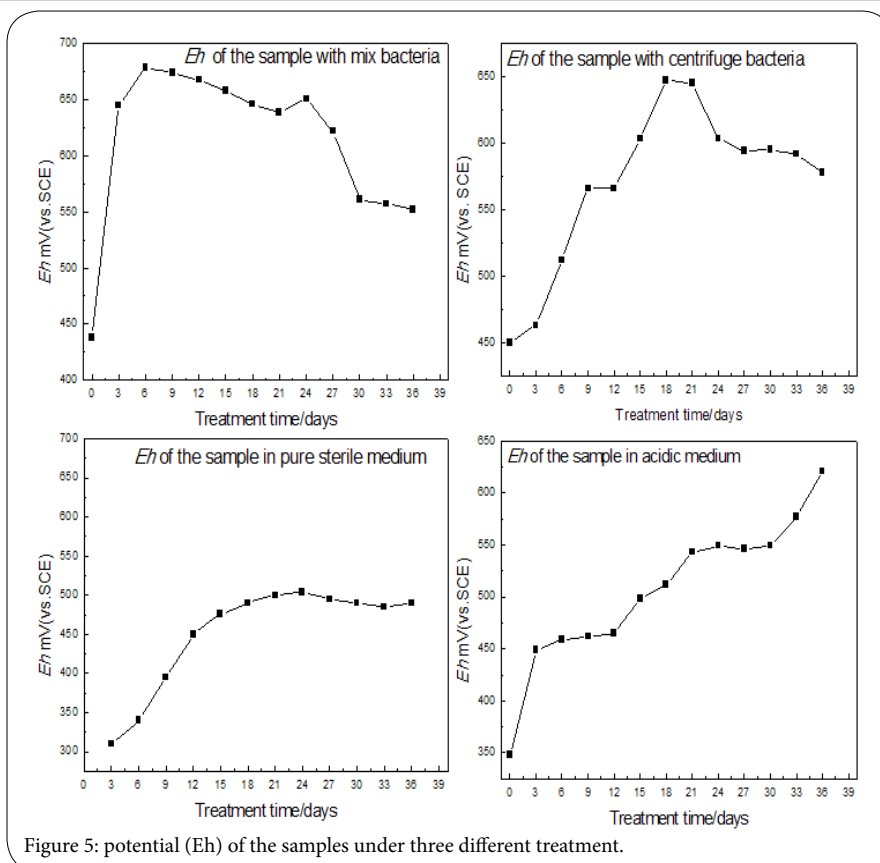 Eh of the sample with mix bacteria
700
650
600
550
500
450
400
Eh mV(vs.SCE)
0 3 6 9 12 15 18 21 24 27 30 33 36 39
Treatment time/days
Eh of the sample with centrifuge bacteria
650
600
550
500
450
Eh mV(vs.SCE)
0 3 6 9 12 15 18 21 24 27 30 33 36 39
Treatment time/days
Eh of the sample in pure sterile medium
700
650
600
550
500
450
400
350
300
Eh mV(vs.SCE)
0 3 6 9 12 15 18 21 24 27 30 33 36 39
Treatment time/days
Eh of the sample in acidic medium
650
600
550
500
450
400
350
Eh mV(vs.SCE)
0 3 6 9 12 15 18 21 24 27 30 33 36 39
Treatment time/days
Figure 5: potential (Eh) of the samples under three different treatment.